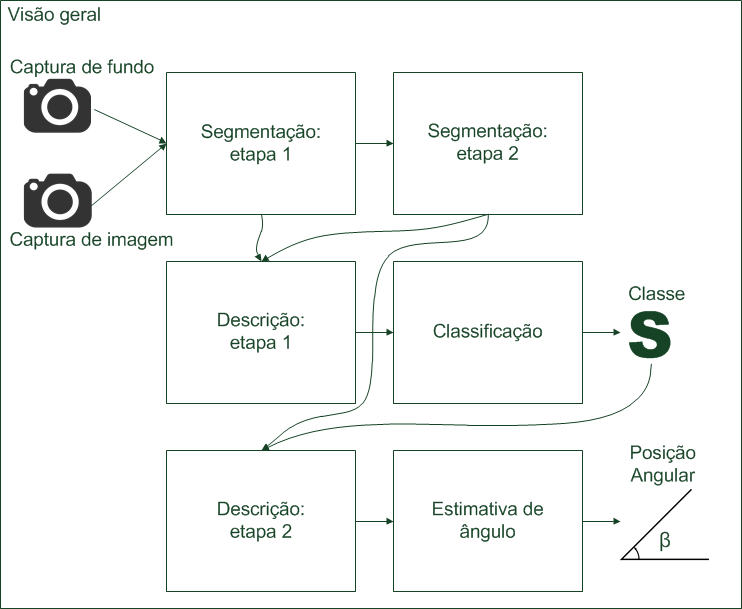 Visão geral
Captura de fundo
Segmentação:
etapa 1
Segmentação:
etapa 2
Captura de imagem
Descrição:
etapa 1
Classificação
Classe
S
Descrição:
etapa 2
Estimativa de
ângulo
Posição
Angular
β